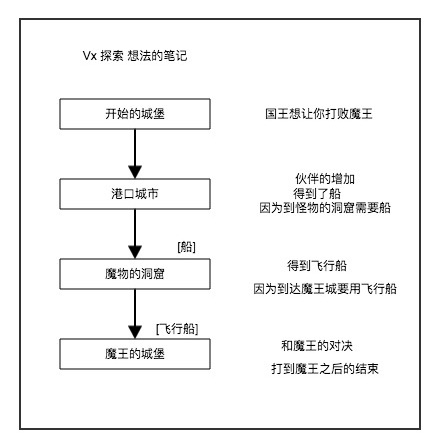 Vx 探索 想法的笔记
开始的城堡
国王想让你打败魔王
港口城市
伙伴的增加
得到了船
因为到怪物的洞窟需要船
[船]
魔物的洞窟
得到飞行船
因为到达魔王城要用飞行船
[飞行船]
魔王的城堡
和魔王的对决
打到魔王之后的结束